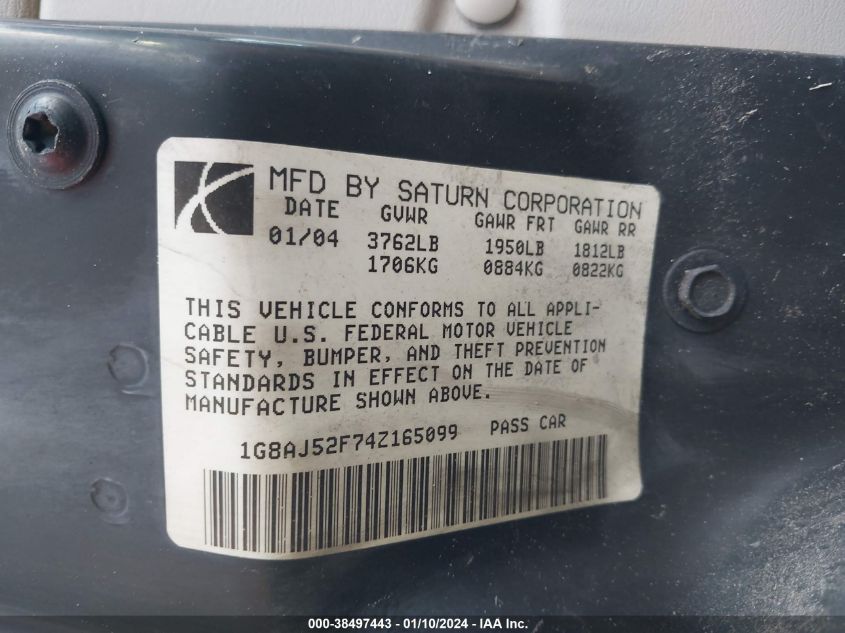 MFD BY SATURN CORPORATION
DATE GVWR GAWR FRT GAWR RR
01/04 3762LB 1950LB 1812LB
1706KG 0884KG 0822KG
THIS VEHICLE CONFORMS TO ALL APPLI-
CABLE U.S. FEDERAL MOTOR VEHICLE
SAFETY, BUMPER, AND THEFT PREVENTION
STANDARDS IN EFFECT ON THE DATE OF
MANUFACTURE SHOWN ABOVE.
1G8AJ52F74Z165099 PASS CAR
000-38497443 - 01/10/2024 - IAA Inc.